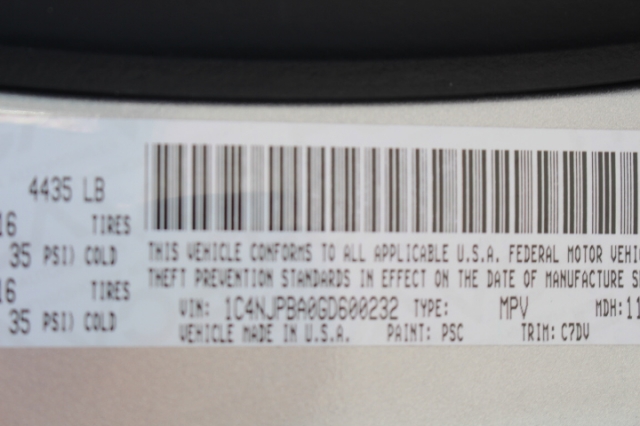 4435 LB
16 TIRES
35 PSI) COLD
16 TIRES
35 PSI) COLD
THIS VEHICLE CONFORMS TO ALL APPLICABLE U.S.A. FEDERAL MOTOR VEHIC
THEFT PREVENTION STANDARDS IN EFFECT ON THE DATE OF MANUFACTURE S
VIN: 1C4NJPBA0GD600232 TYPE: MPV MDH: 11
VEHICLE MADE IN U.S.A. PAINT: PSC TRIM: C7DV